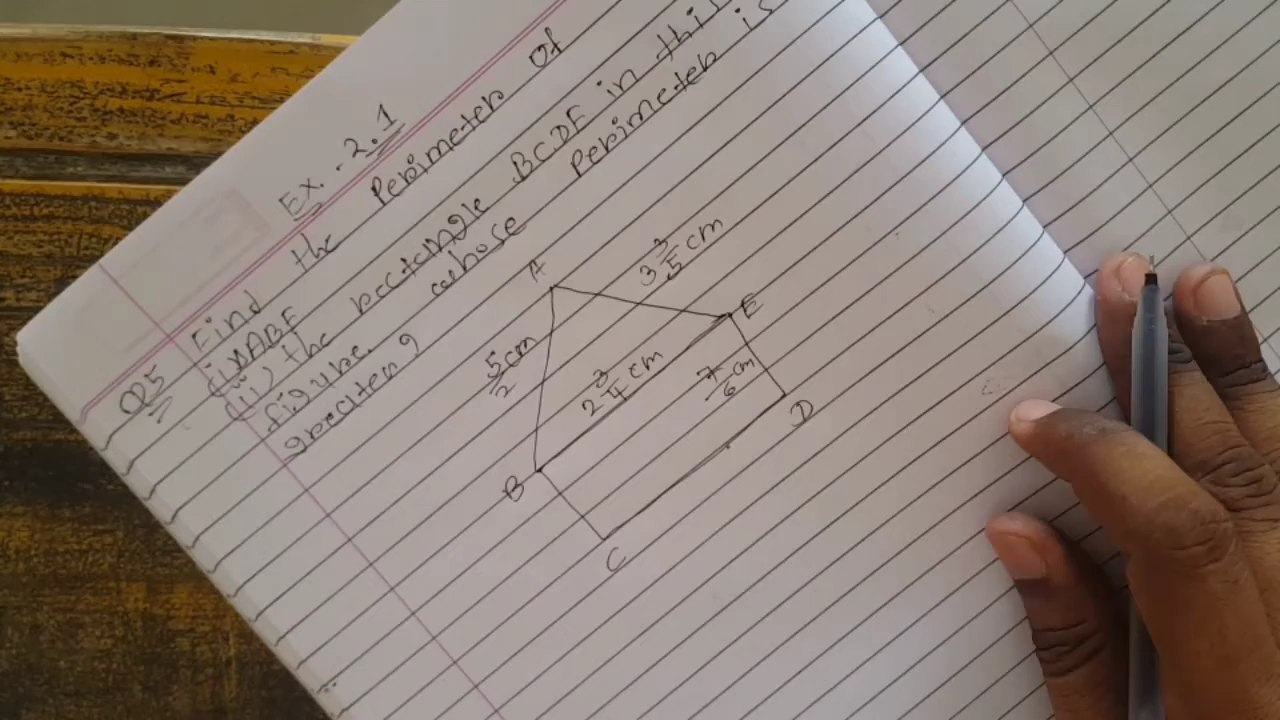 Ex. - 2.1
Q5 Find the Perimeter Of
(i) ΔABE
(ii) the rectangle BCDE in this
figure. whose Perimeter is
greater ?
A
3 3/5 cm
E
5/2 cm
2 3/4 cm
7/6 cm
D
B
C